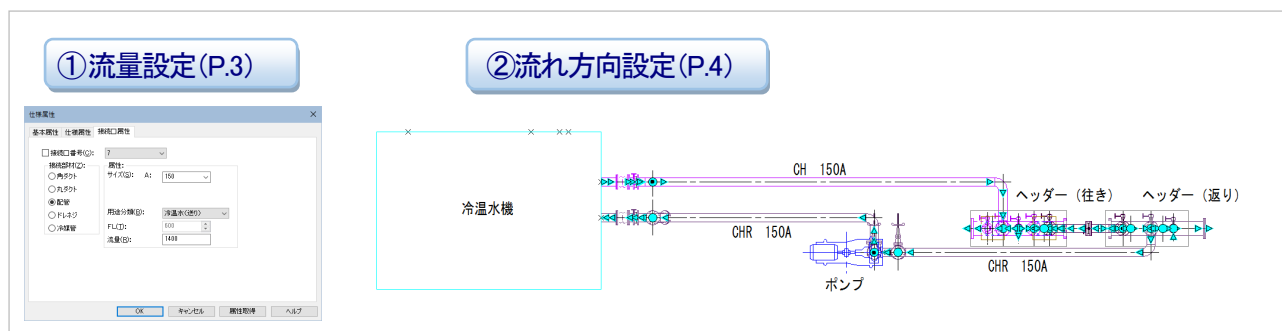 ①流量設定(P.3)
②流れ方向設定(P.4)
仕様属性
基本属性 仕様属性 接続口属性
接続口番号(C): 7
接続部材(Z):
角ダクト
丸ダクト
配管
ドレネジ
冷媒管
属性:
サイズ(S): A: 150
用途分類(B): 冷温水(送り)
FL(T): 600
流量(E): 1400
OK キャンセル 属性取得 ヘルプ
冷温水機
CH 150A
CHR 150A
ヘッダー(往き) ヘッダー(返り)
CHR 150A
ポンプ